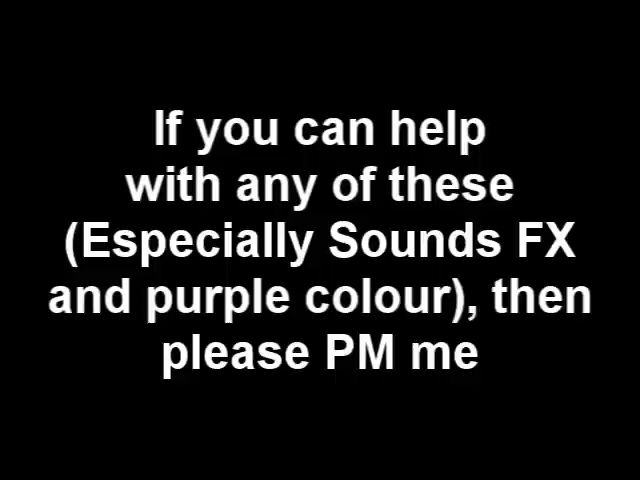 If you can help
with any of these
(Especially Sounds FX
and purple colour), then
please PM me